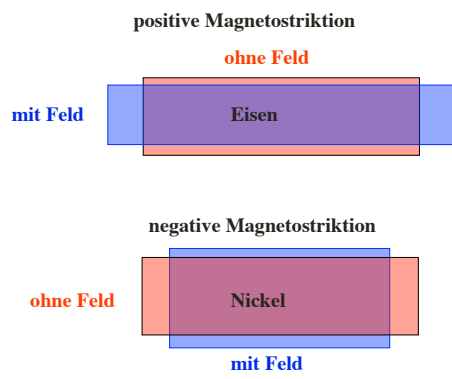 positive Magnetostriktion
ohne Feld
mit Feld
Eisen
negative Magnetostriktion
ohne Feld
Nickel
mit Feld